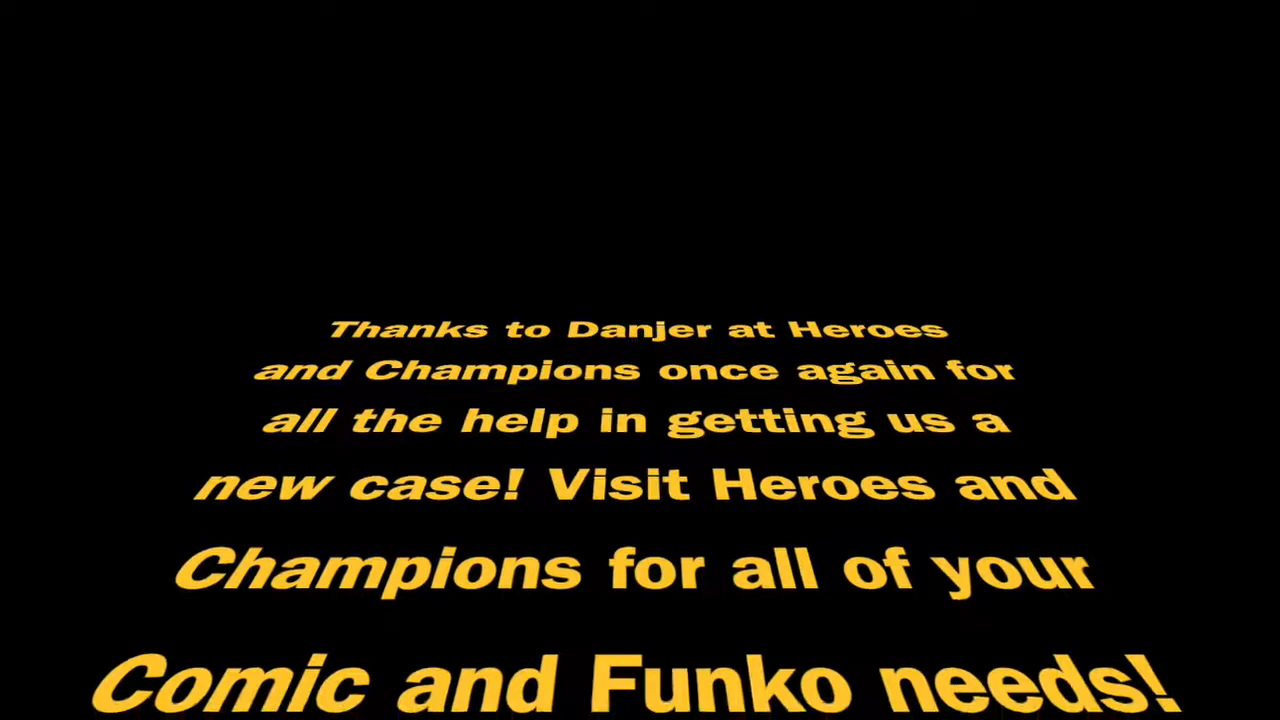 Thanks to Danjer at Heroes
and Champions once again for
all the help in getting us a
new case! Visit Heroes and
Champions for all of your
Comic and Funko needs!